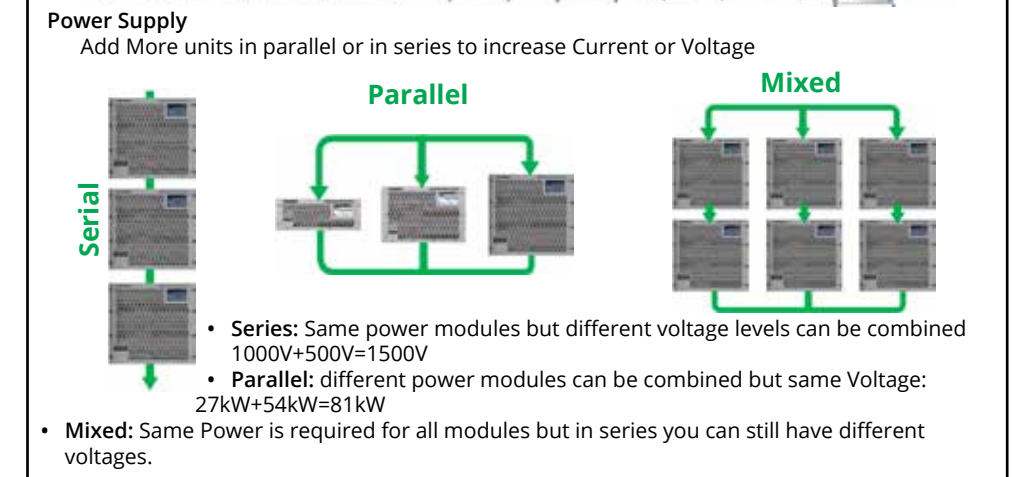 Power Supply
Add More units in parallel or in series to increase Current or Voltage
Serial
Parallel
Mixed
• Series: Same power modules but different voltage levels can be combined
1000V+500V=1500V
• Parallel: different power modules can be combined but same Voltage:
27kW+54kW=81kW
• Mixed: Same Power is required for all modules but in series you can still have different
voltages.